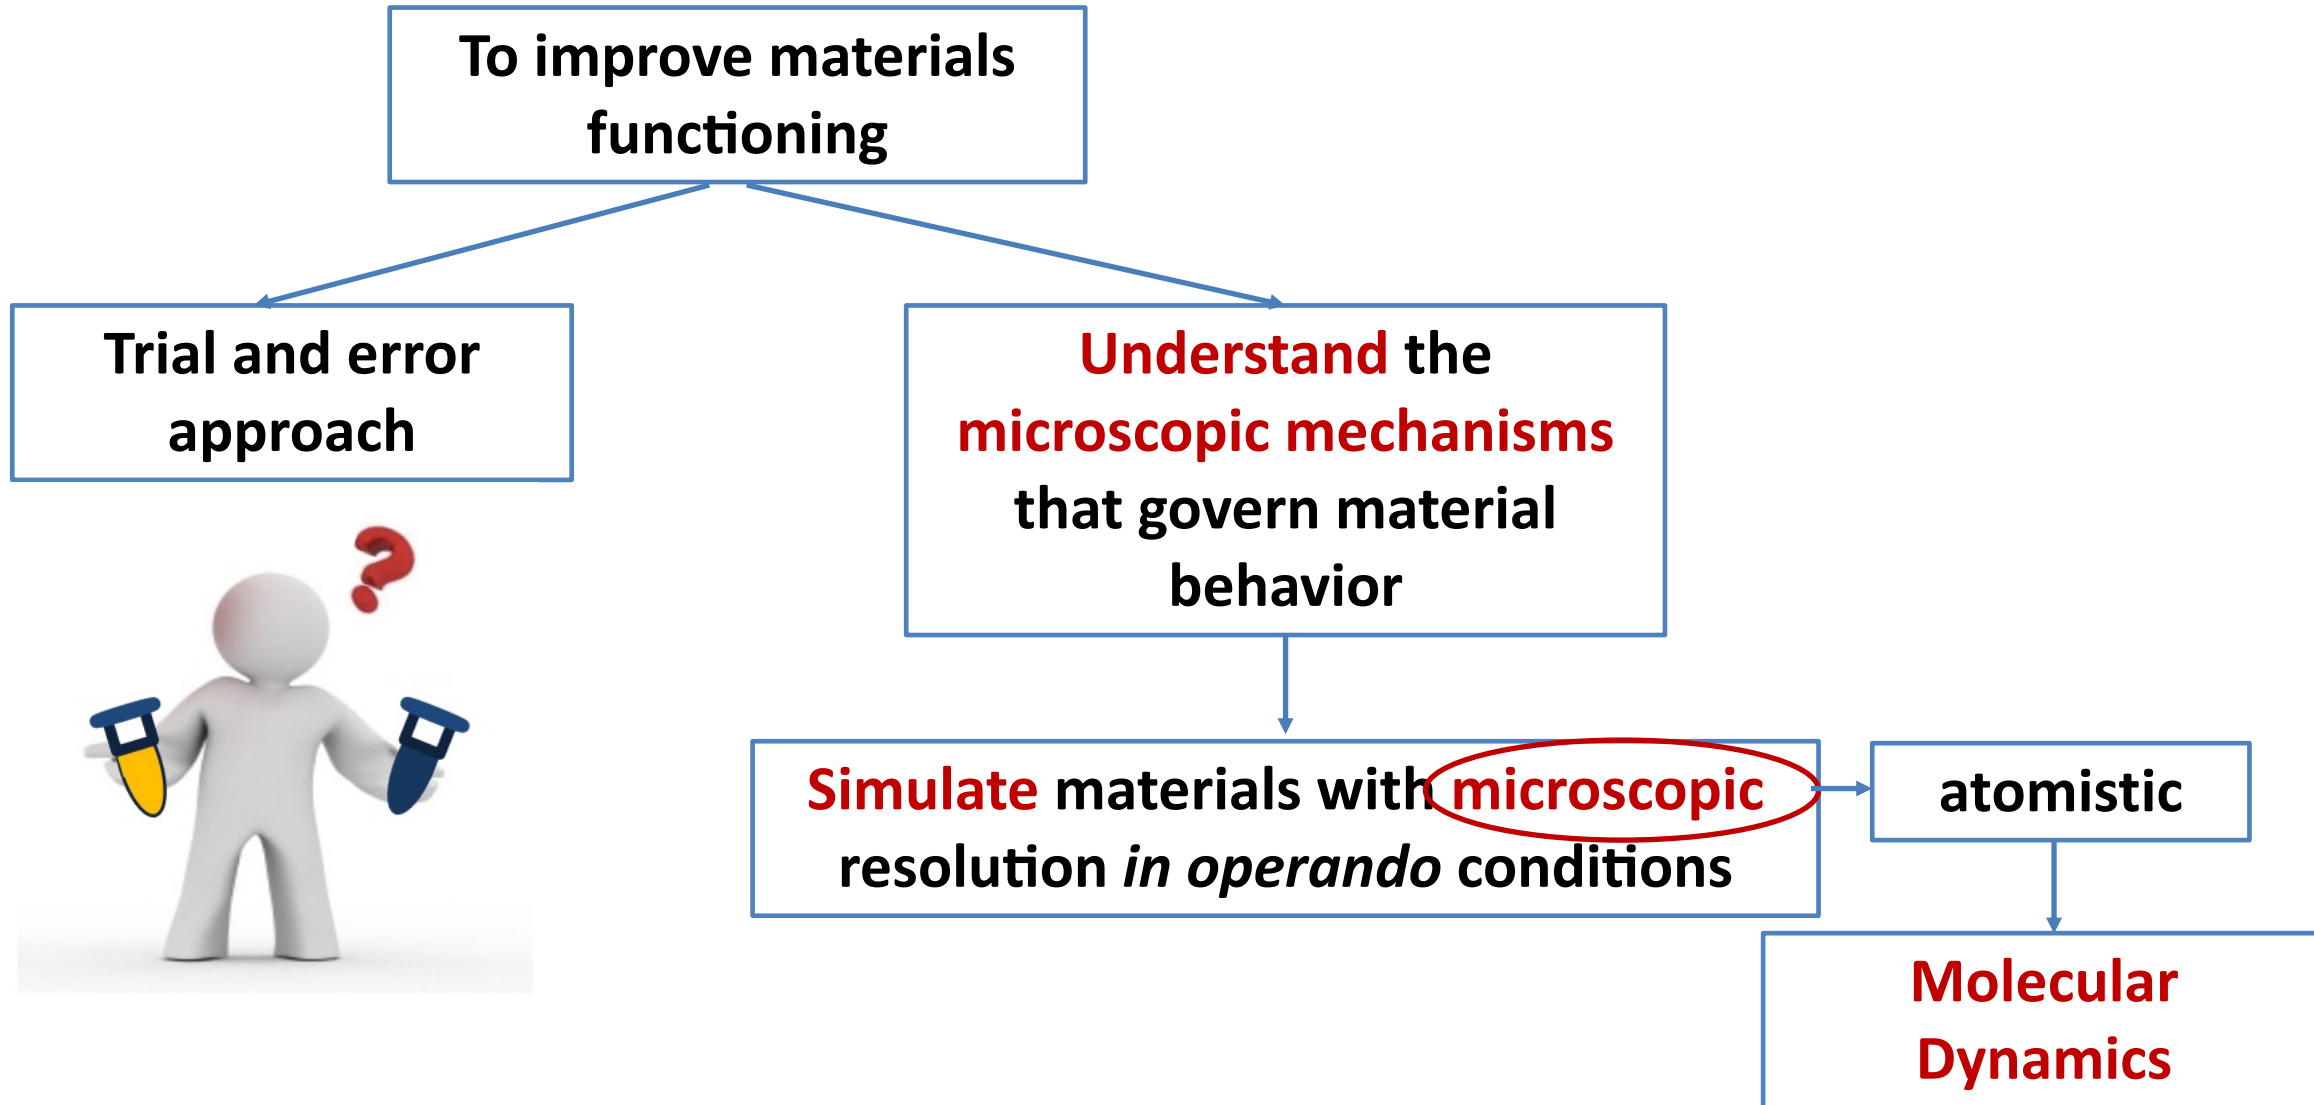 To improve materials
functioning
Trial and error
approach
Understand the
microscopic mechanisms
that govern material
behavior
?
Simulate materials with microscopic
resolution in operando conditions
atomistic
Molecular
Dynamics